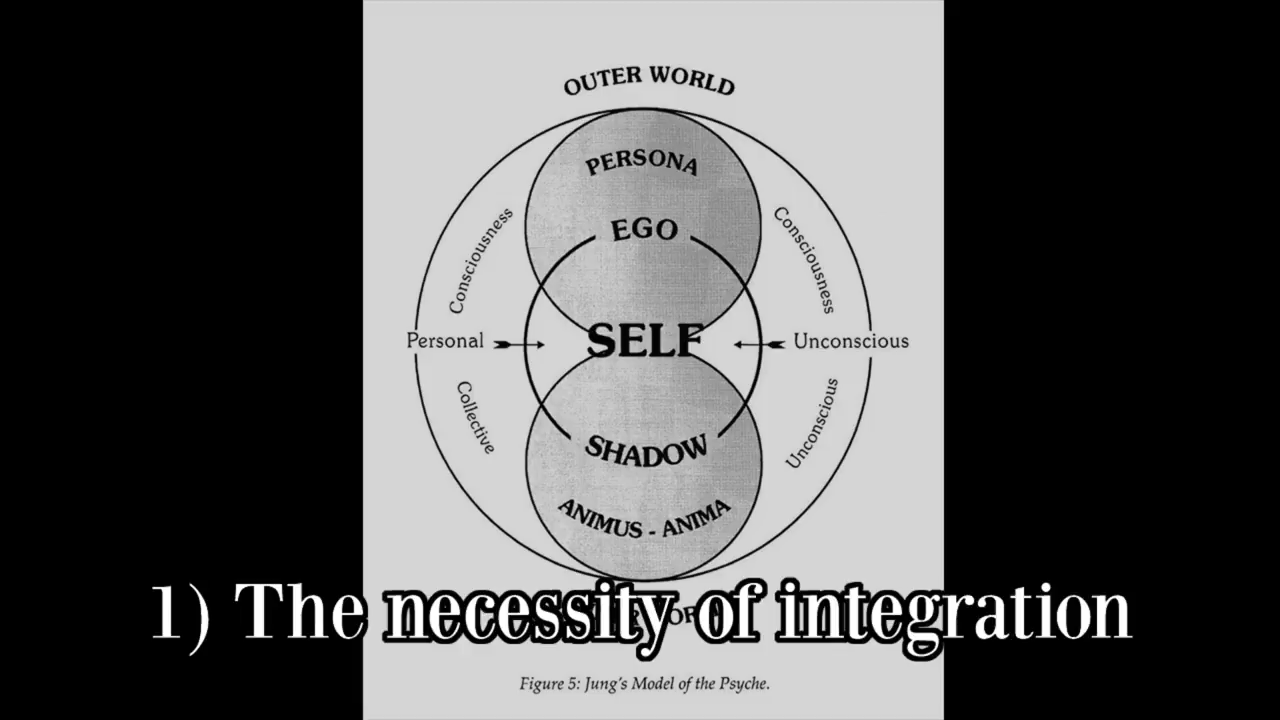 OUTER WORLD
PERSONA
EGO
Consciousness
Consciousness
SELF
Personal
Unconscious
Collective
Unconscious
SHADOW
ANIMUS - ANIMA
1) The necessity of integration
Figure 5: Jung's Model of the Psyche.